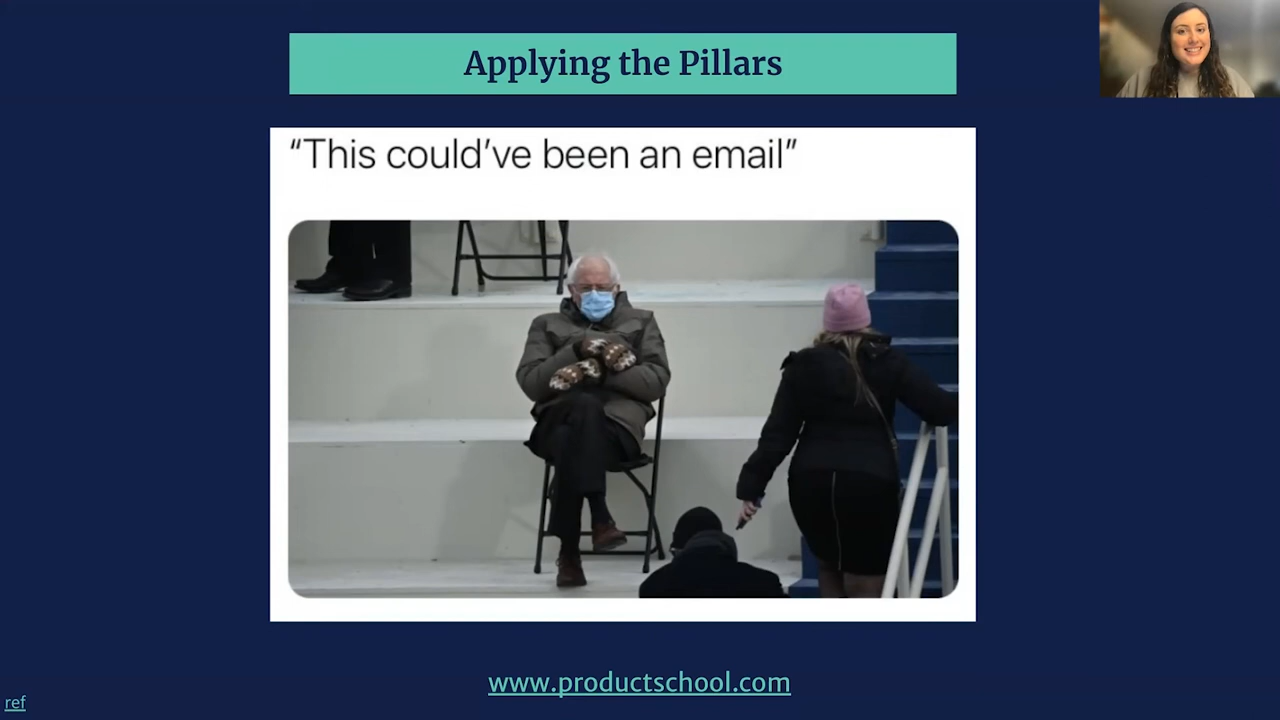 Applying the Pillars
“This could’ve been an email”
www.productschool.com
ref